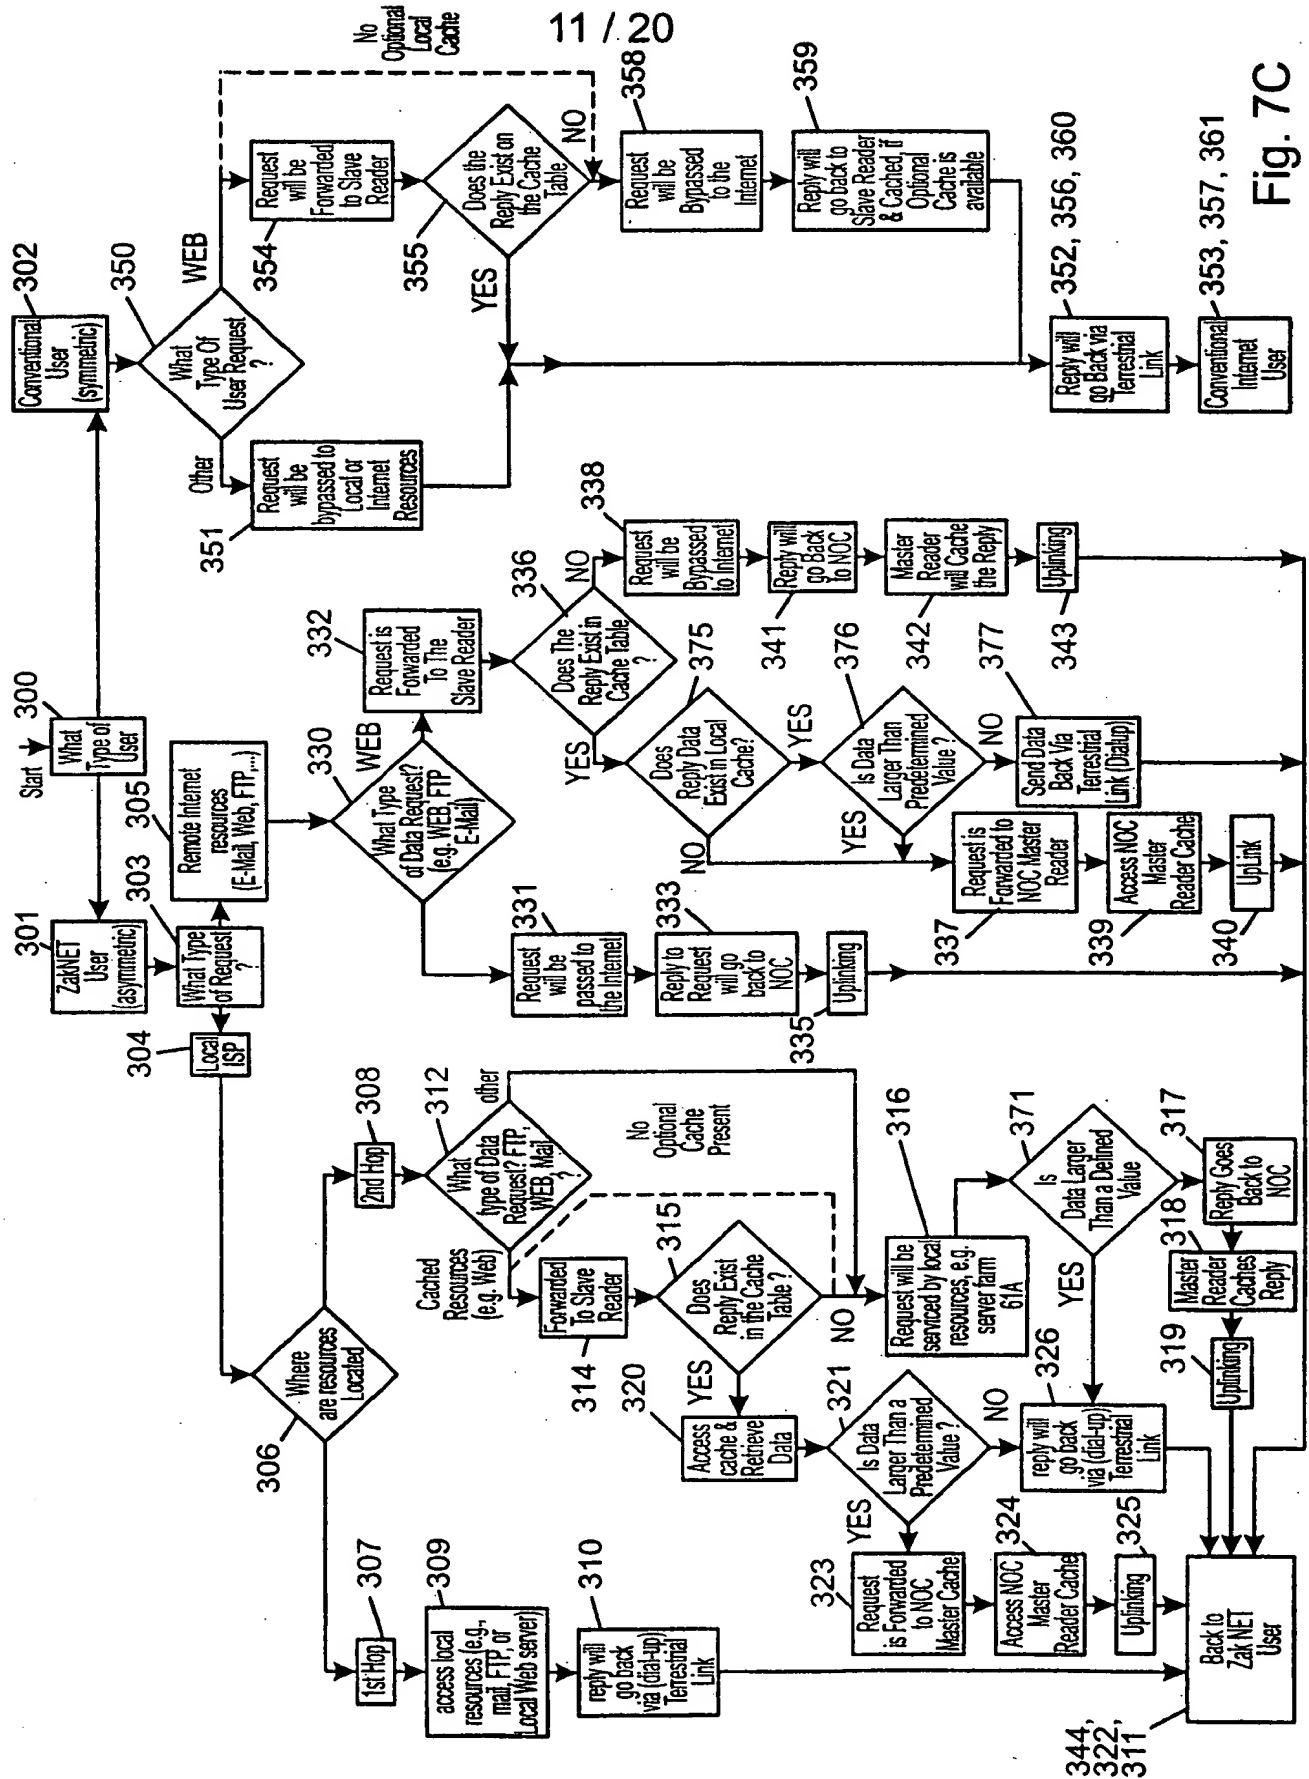 11 / 20
Start
300
What
Type of
User
301
ZakNET
User
(asymmetric)
302
Conventional
User
(symmetric)
303
What Type
of Request
?
304
Local
ISP
305
Remote Internet
resources
(E-Mail, Web, FTP,...)
306
Where
are resources
Located
307
1st Hop
309
access local
resources (e.g.,
mail, FTP, or
Local Web server)
310
reply will
go back
via (dial-up)
Terrestrial
Link
308
2nd Hop
312
What
type of Data
Request? FTP,
WEB, Mail
?
other
Cached
Resources
(e.g. Web)
No
Optional
Cache
Present
314
Forwarded
To Slave
Reader
315
Does
Reply Exist
in the Cache
Table ?
YES
NO
320
Access
cache &
Retrieve
Data
321
Is Data
Larger Than a
Predetermined
Value ?
YES
NO
323
Request
is Forwarded
to NOC
Master Cache
324
Access NOC
Master
Reader Cache
325
Uplinking
326
reply will
go back
via (dial-up)
Terrestrial
Link
316
Request will be
serviced by local
resources, e.g.
server farm
61A
371
Is
Data Larger
Than a Defined
Value
YES
317
Reply Goes
Back to
NOC
318
Master
Reader
Caches
Reply
319
Uplinking
344,
322,
311
Back to
Zak NET
User
330
What Type
of Data Request?
(e.g. WEB, FTP
E-Mail)
WEB
331
Request
will be
passed to
the Internet
333
Reply to
Request
will go
back to
NOC
335
Uplinking
332
Request is
Forwarded
To The
Slave Reader
336
Does The
Reply Exist in
Cache Table
?
YES
NO
375
Does
Reply Data
Exist in Local
Cache?
NO
YES
376
Is Data
Larger Than
Predetermined
Value ?
YES
NO
377
Send Data
Back Via
Terrestrial
Link (Dialup)
337
Request is
Forwarded to
NOC Master
Reader
339
Access NOC
Master
Reader Cache
340
UpLink
338
Request
will be
Bypassed
to Internet
341
Reply will
go Back
to NOC
342
Master
Reader
will Cache
the Reply
343
Uplinking
350
What
Type Of
User Request
?
Other
WEB
351
Request
will be
bypassed to
Local or
Internet
Resources
354
Request
will be
Forwarded
to Slave
Reader
No
Optional
Local
Cache
355
Does the
Reply Exist on
the Cache
Table
YES
NO
358
Request
will be
Bypassed
to the
Internet
359
Reply will
go back to
Slave Reader
& Cached, if
Optional
Cache is
available
352, 356, 360
Reply will
go Back via
Terrestrial
Link
353, 357, 361
Conventional
Internet
User
Fig. 7C